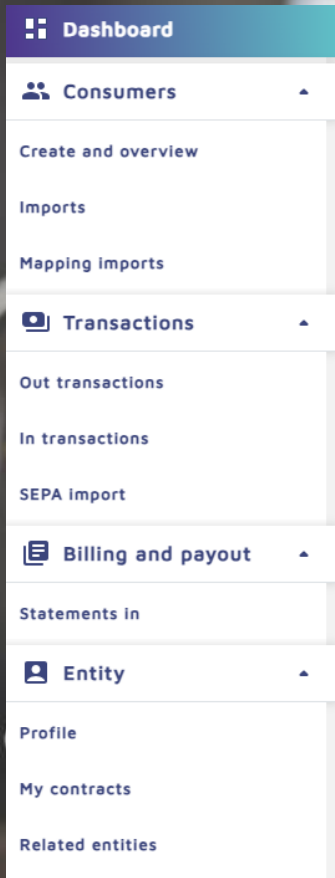 Dashboard
Consumers
Create and overview
Imports
Mapping imports
Transactions
Out transactions
In transactions
SEPA import
Billing and payout
Statements in
Entity
Profile
My contracts
Related entities